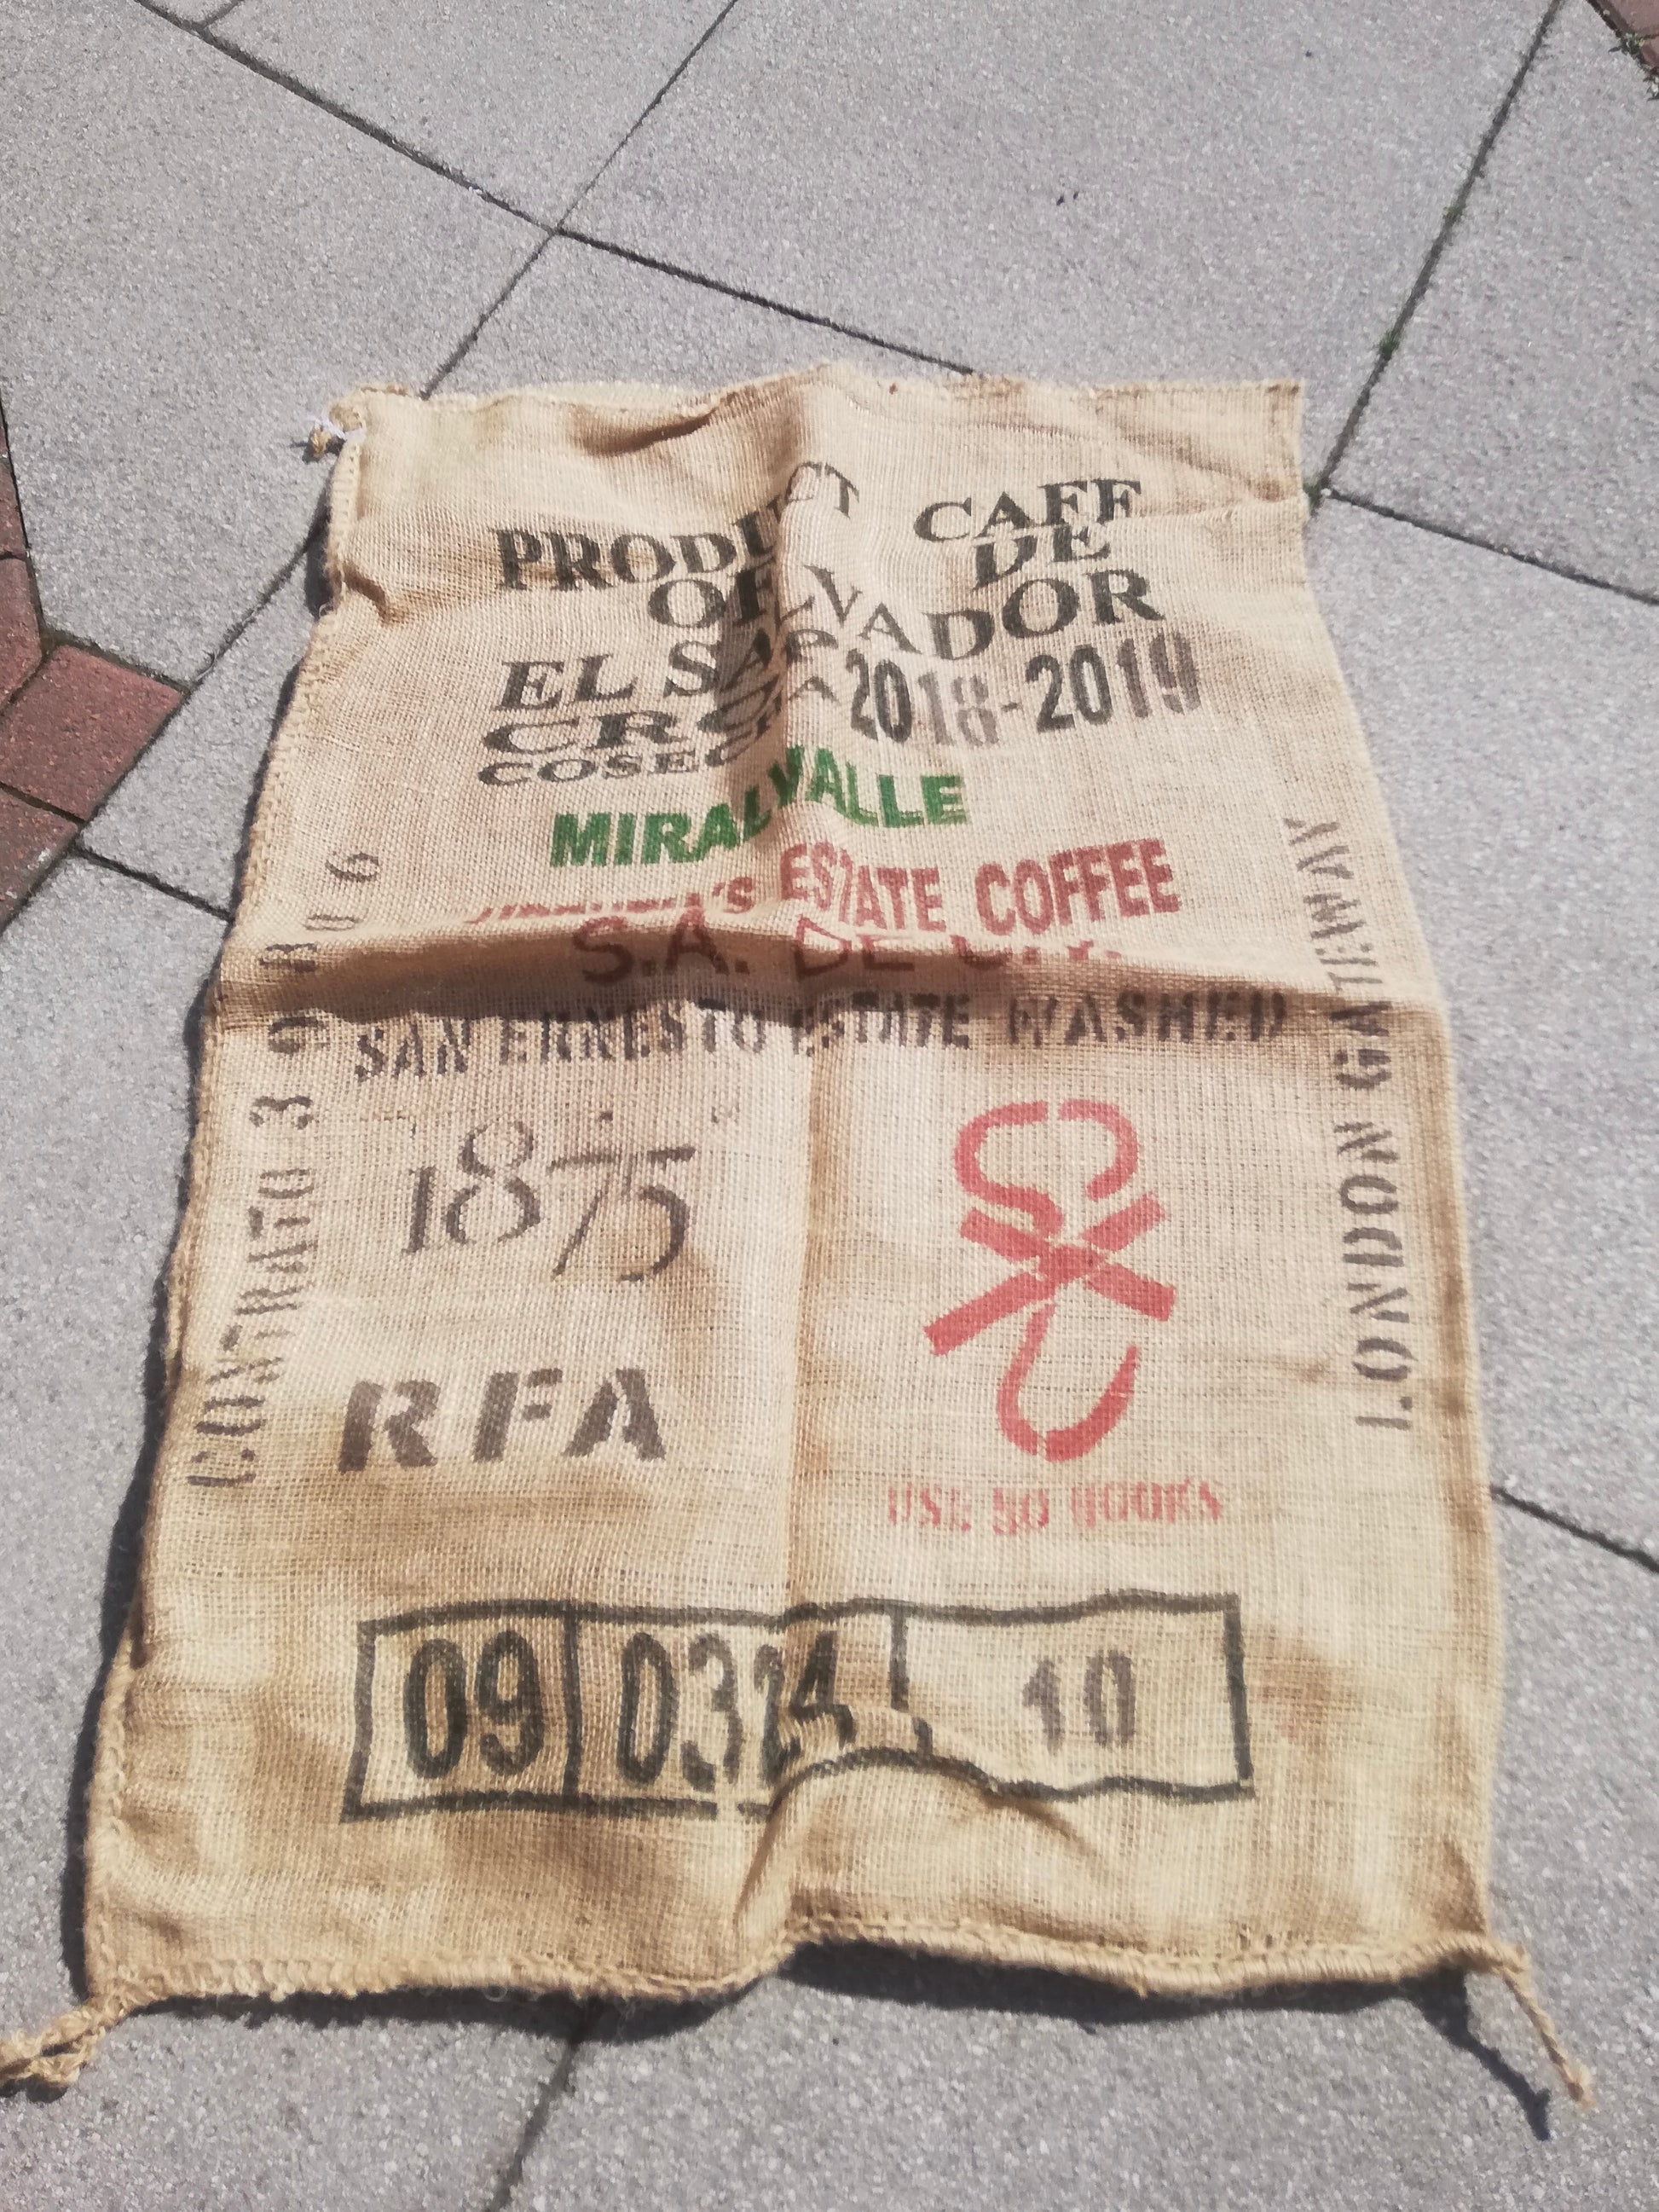 PRODUCT CAFE
OF DE
EL SALVADOR
CROP 2018-2019
COSECHA
MIRALVALLE
ESTATE COFFEE
S.A. DE C.V.
SAN ERNESTO ESTATE WASHED
1875
RFA
USE NO HOOKS
09 0324 10
CONTRATO
LONDON GATEWAY